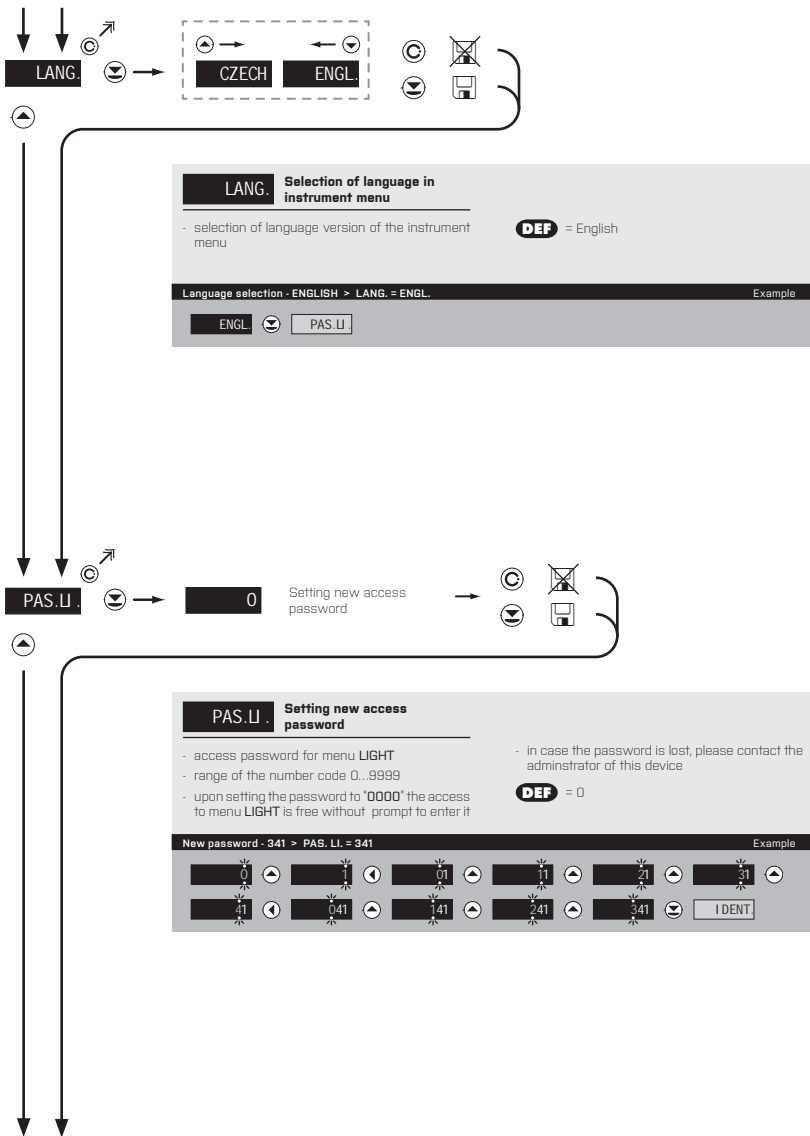 LANG.
CZECH ENGL.
LANG. Selection of language in
instrument menu
- selection of language version of the instrument
menu
DEF = English
Language selection - ENGLISH > LANG. = ENGL. Example
ENGL. PAS.LI.
PAS.LI. 0 Setting new access
password
PAS.LI. Setting new access
password
- access password for menu LIGHT
- range of the number code 0...9999
- upon setting the password to "0000" the access
to menu LIGHT is free without prompt to enter it
- in case the password is lost, please contact the
adminstrator of this device
DEF = 0
New password - 341 > PAS. LI. = 341 Example
0 1 01 11 21 31
41 041 141 241 341 IDENT.